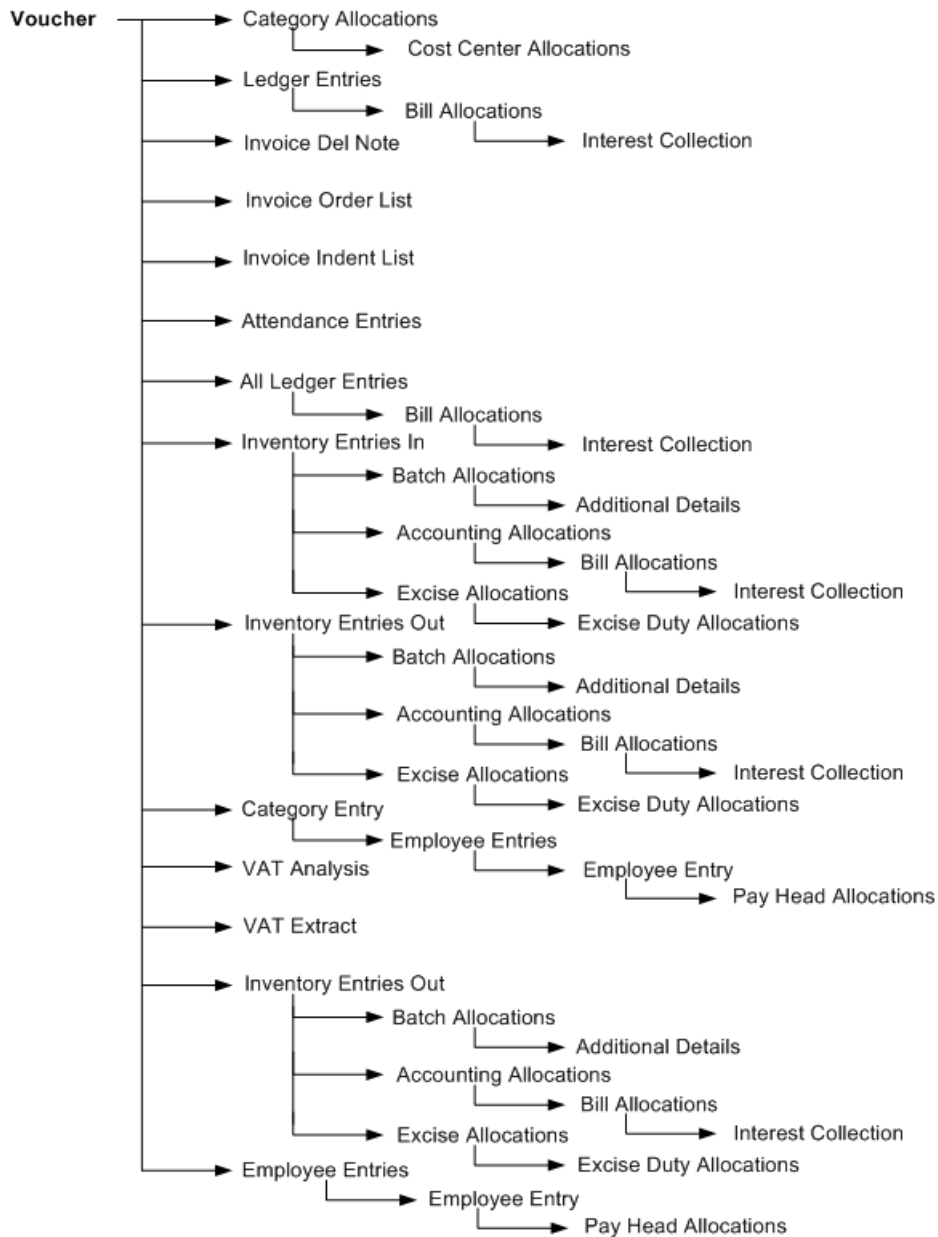 Voucher
Category Allocations
Cost Center Allocations
Ledger Entries
Bill Allocations
Invoice Del Note
Interest Collection
Invoice Order List
Invoice Indent List
Attendance Entries
All Ledger Entries
Bill Allocations
Inventory Entries In
Interest Collection
Batch Allocations
Additional Details
Accounting Allocations
Bill Allocations
Excise Allocations
Interest Collection
Inventory Entries Out
Excise Duty Allocations
Batch Allocations
Additional Details
Accounting Allocations
Bill Allocations
Excise Allocations
Interest Collection
Category Entry
Excise Duty Allocations
Employee Entries
VAT Analysis
Employee Entry
Pay Head Allocations
VAT Extract
Inventory Entries Out
Batch Allocations
Additional Details
Accounting Allocations
Bill Allocations
Excise Allocations
Interest Collection
Employee Entries
Excise Duty Allocations
Employee Entry
Pay Head Allocations